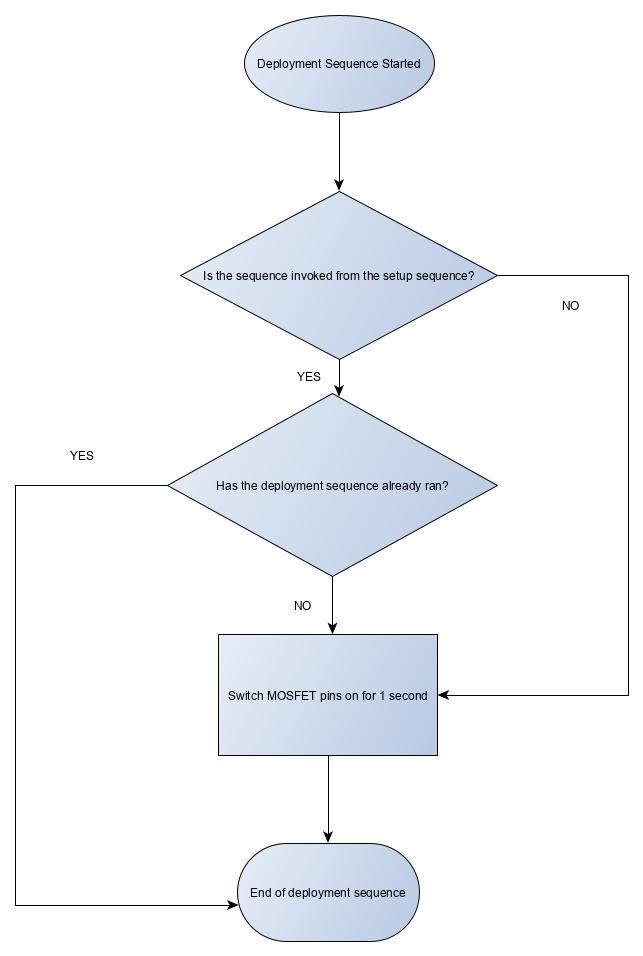 Deployment Sequence Started
Is the sequence invoked from the setup sequence?
NO
YES
YES
Has the deployment sequence already ran?
NO
Switch MOSFET pins on for 1 second
End of deployment sequence